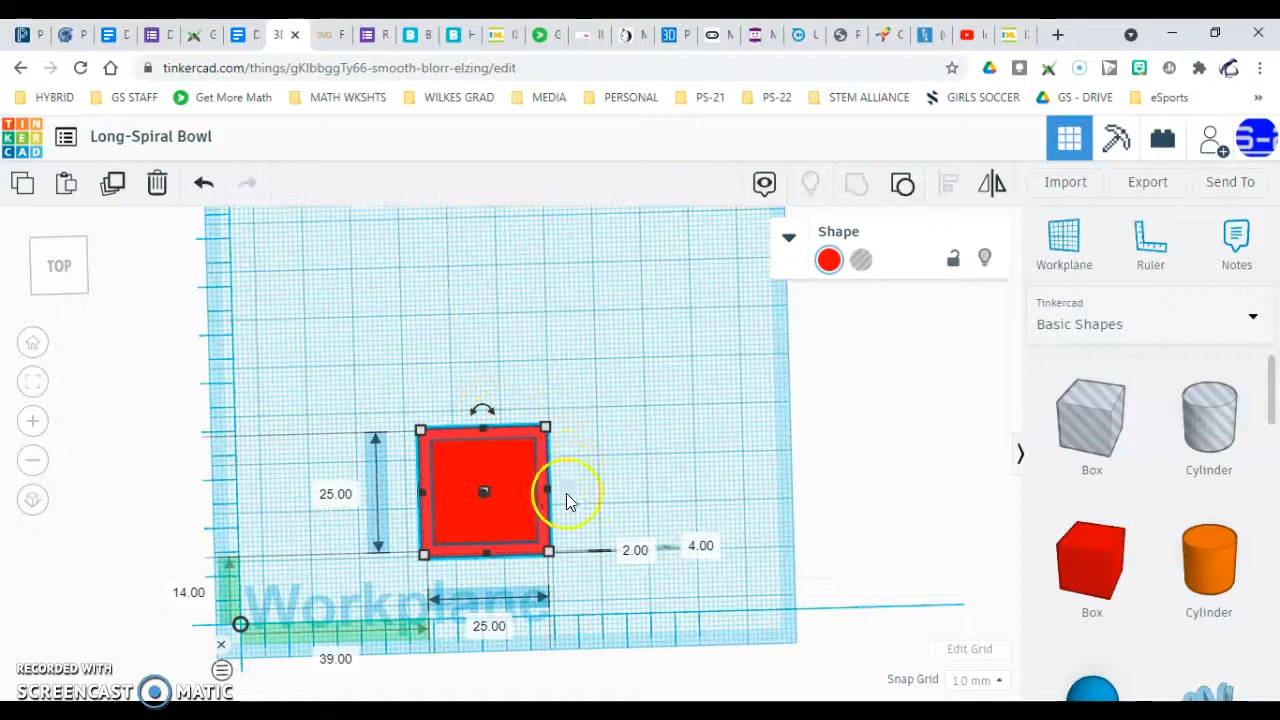 P P D D G D 3D F R B B D G N 3D P N N C P C YouTube
tinkercad.com/things/gKlbbggTy66-smooth-blorr-elzing/edit
HYBRID GS STAFF Get More Math MATH WKSHTS WILKES GRAD MEDIA PERSONAL PS-21 PS-22 STEM ALLIANCE GIRLS SOCCER GS - DRIVE eSports »
TIN
KER
CAD
Long-Spiral Bowl
Import Export Send To
TOP
Shape
Workplane Ruler Notes
Tinkercad
Basic Shapes
Box Cylinder
Box Cylinder
25.00
2.00 4.00
14.00
Workplane
25.00
39.00
Edit Grid
Snap Grid 1.0 mm
RECORDED WITH
SCREENCAST MATIC